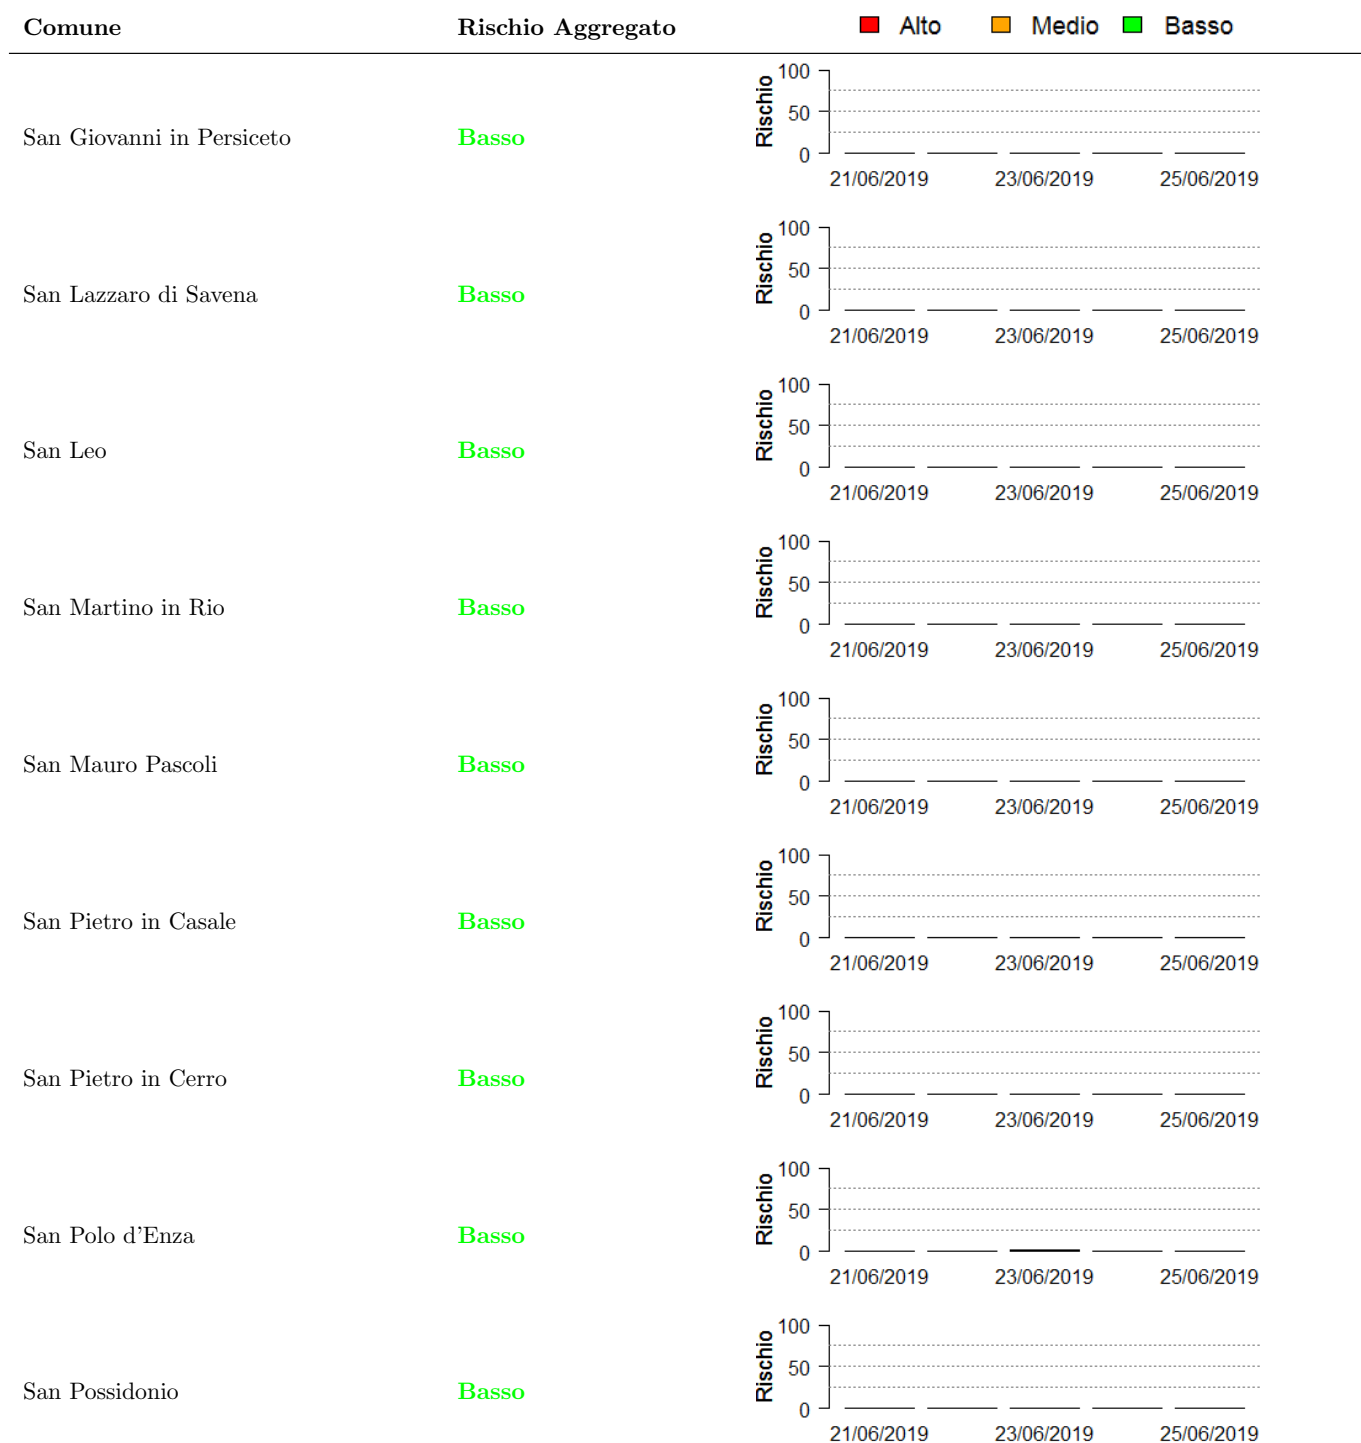 Comune Rischio Aggregato Alto Medio Basso
100
50
0
Rischio
San Giovanni in Persiceto Basso
21/06/2019 23/06/2019 25/06/2019
100
50
0
Rischio
San Lazzaro di Savena Basso
21/06/2019 23/06/2019 25/06/2019
100
50
0
Rischio
San Leo Basso
21/06/2019 23/06/2019 25/06/2019
100
50
0
Rischio
San Martino in Rio Basso
21/06/2019 23/06/2019 25/06/2019
100
50
0
Rischio
San Mauro Pascoli Basso
21/06/2019 23/06/2019 25/06/2019
100
50
0
Rischio
San Pietro in Casale Basso
21/06/2019 23/06/2019 25/06/2019
100
50
0
Rischio
San Pietro in Cerro Basso
21/06/2019 23/06/2019 25/06/2019
100
50
0
Rischio
San Polo d'Enza Basso
21/06/2019 23/06/2019 25/06/2019
100
50
0
Rischio
San Possidonio Basso
21/06/2019 23/06/2019 25/06/2019